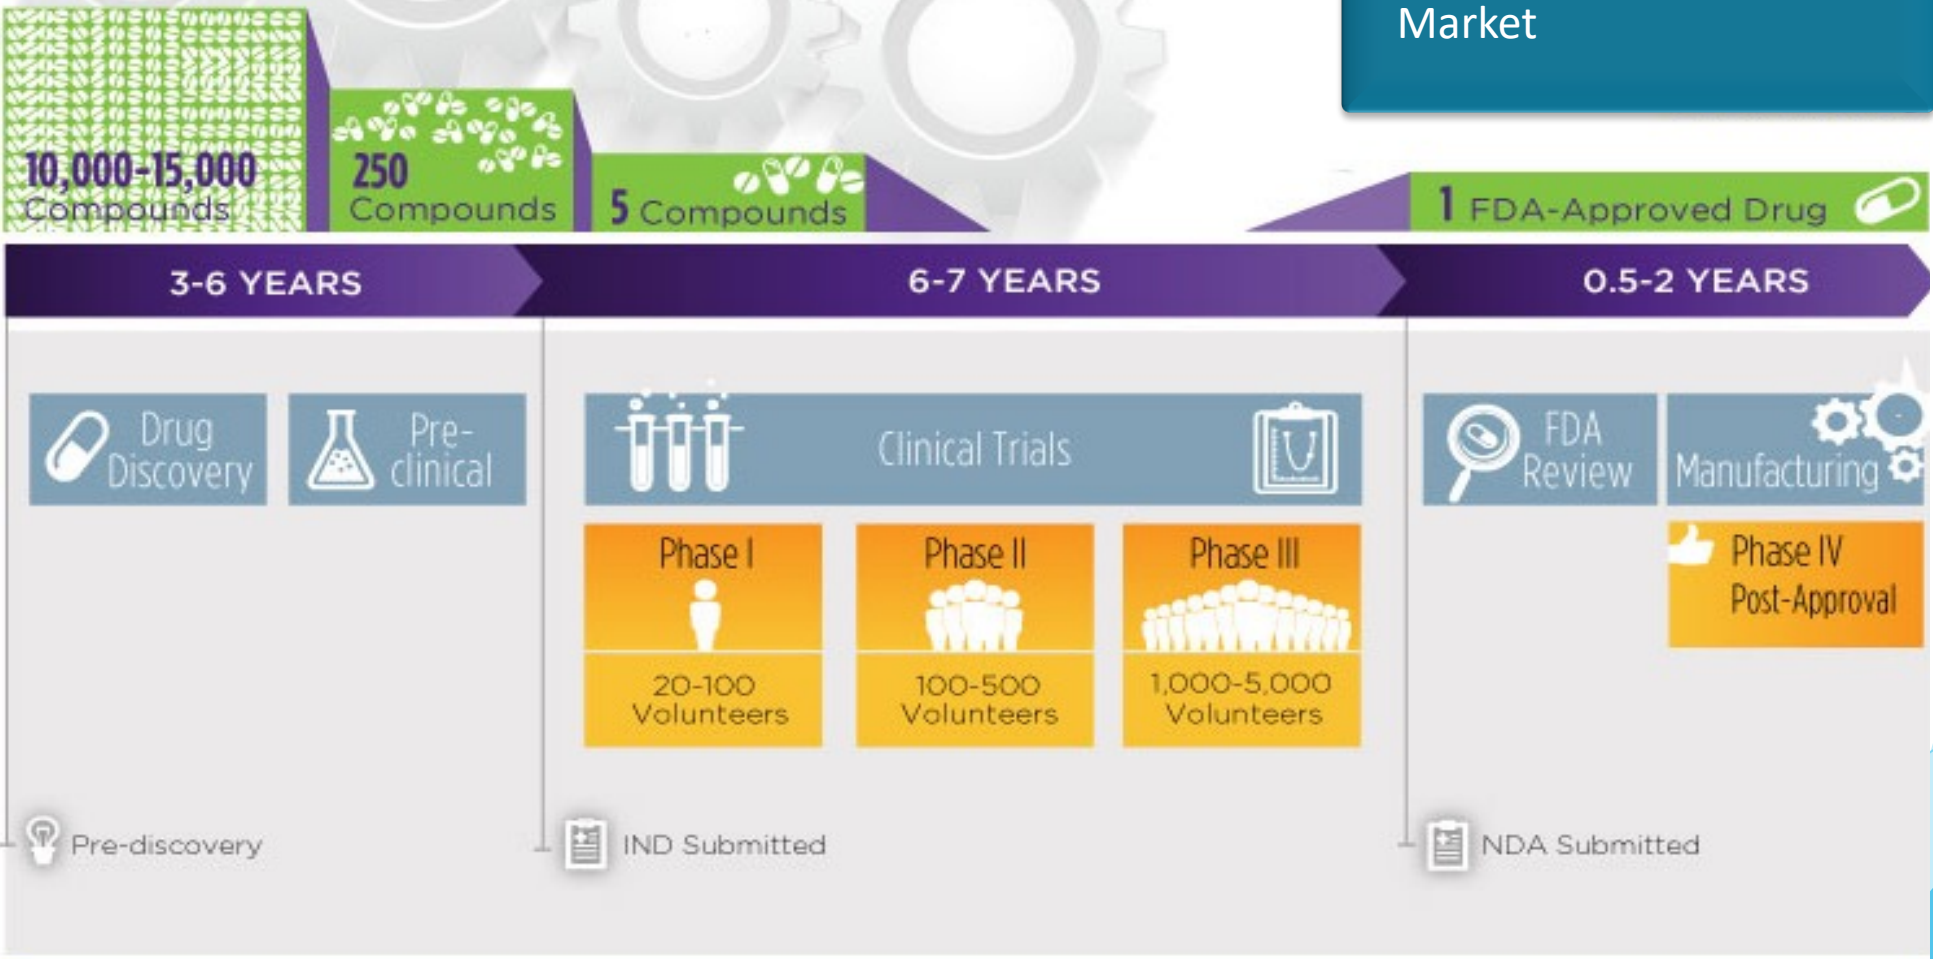 Market
10,000-15,000
Compounds
250
Compounds
5 Compounds
1 FDA-Approved Drug
3-6 YEARS
6-7 YEARS
0.5-2 YEARS
Drug
Discovery
Pre-
clinical
Clinical Trials
FDA
Review
Manufacturing
Phase I
Phase II
Phase III
Phase IV
Post-Approval
20-100
Volunteers
100-500
Volunteers
1,000-5,000
Volunteers
Pre-discovery
IND Submitted
NDA Submitted